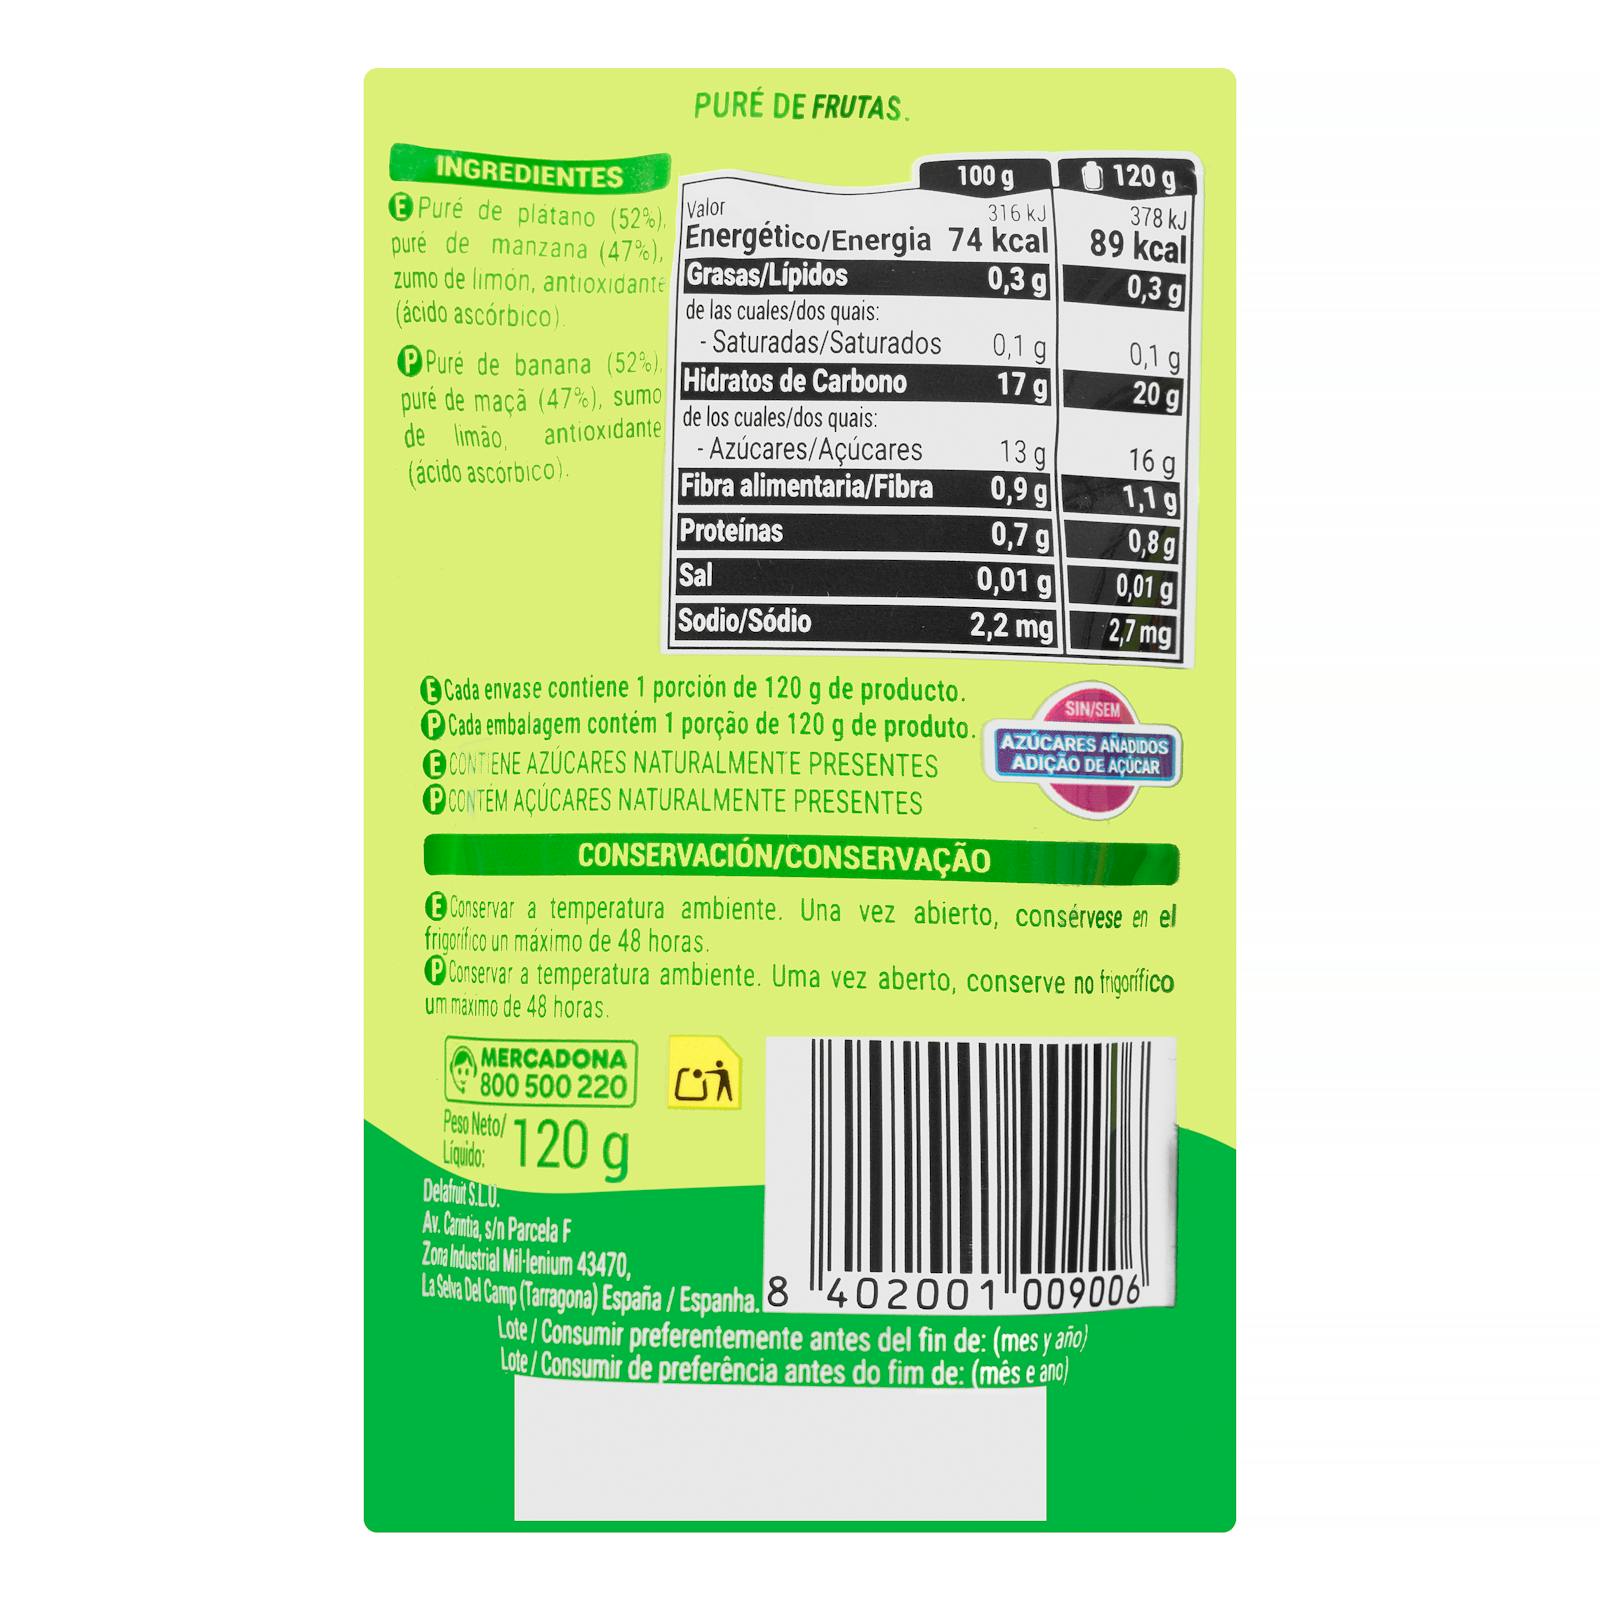 PURÉ DE FRUTAS.
INGREDIENTES
E Puré de plátano (52%),
puré de manzana (47%),
zumo de limón, antioxidante
(ácido ascórbico).
P Puré de banana (52%),
puré de maçã (47%), sumo
de limão, antioxidante
(ácido ascórbico).
100 g 120 g
Valor 316 kJ 378 kJ
Energético/Energia 74 kcal 89 kcal
Grasas/Lípidos 0,3 g 0,3 g
de las cuales/dos quais:
- Saturadas/Saturados 0,1 g 0,1 g
Hidratos de Carbono 17 g 20 g
de los cuales/dos quais:
- Azúcares/Açúcares 13 g 16 g
Fibra alimentaria/Fibra 0,9 g 1,1 g
Proteínas 0,7 g 0,8 g
Sal 0,01 g 0,01 g
Sodio/Sódio 2,2 mg 2,7 mg
E Cada envase contiene 1 porción de 120 g de producto.
P Cada embalagem contém 1 porção de 120 g de produto.
E CONTIENE AZÚCARES NATURALMENTE PRESENTES
P CONTÉM AÇÚCARES NATURALMENTE PRESENTES
SIN/SEM
AZÚCARES AÑADIDOS
ADIÇÃO DE AÇÚCAR
CONSERVACIÓN/CONSERVAÇÃO
E Conservar a temperatura ambiente. Una vez abierto, consérvese en el
frigorífico un máximo de 48 horas.
P Conservar a temperatura ambiente. Uma vez aberto, conserve no frigorífico
um máximo de 48 horas.
MERCADONA
800 500 220
Peso Neto/
Líquido: 120 g
Delafruit S.L.U.
Av. Carintia, s/n Parcela F
Zona Industrial Mil·lenium 43470,
La Selva Del Camp (Tarragona) España / Espanha.
8 402001 009006
Lote / Consumir preferentemente antes del fin de: (mes y año)
Lote / Consumir de preferência antes do fim de: (mês e ano)